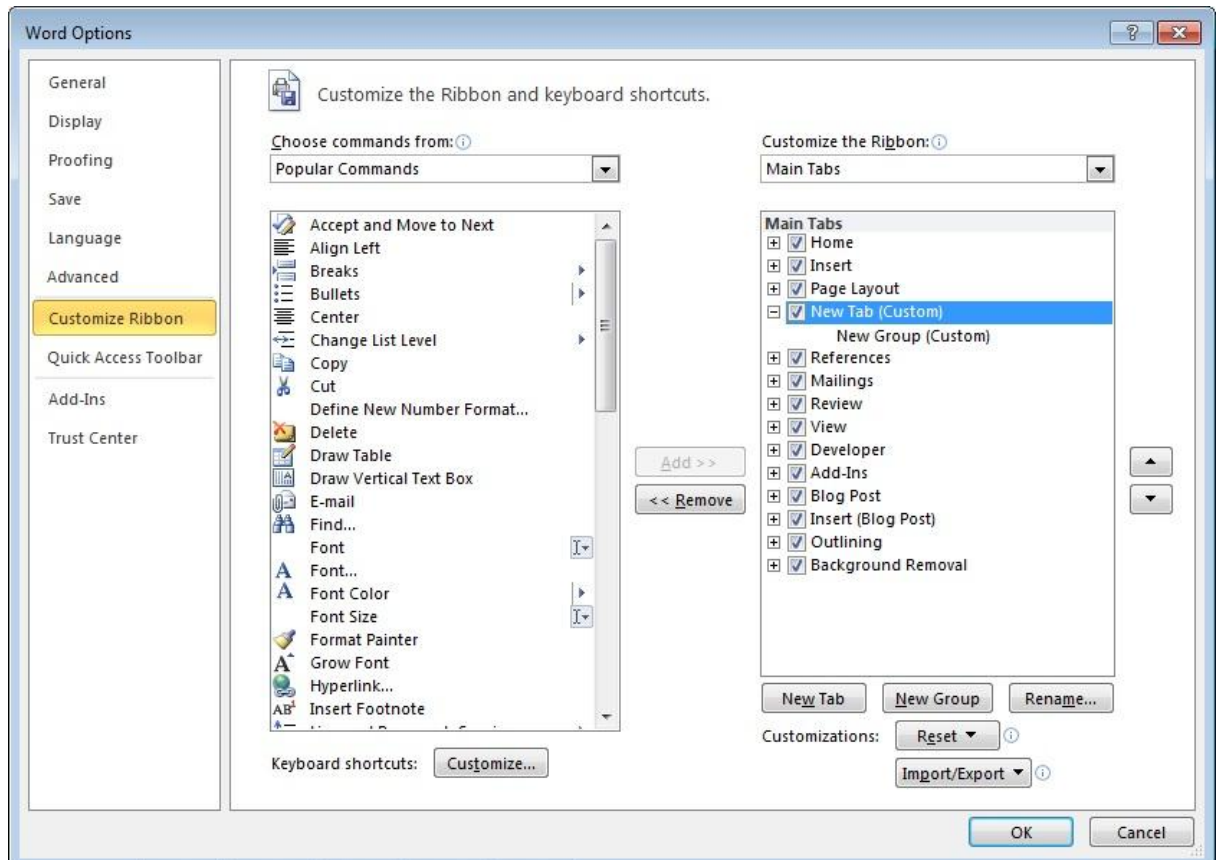 Word Options
General
Display
Proofing
Save
Language
Advanced
Customize Ribbon
Quick Access Toolbar
Add-Ins
Trust Center
Customize the Ribbon and keyboard shortcuts.
Choose commands from:
Popular Commands
Accept and Move to Next
Align Left
Breaks
Bullets
Center
Change List Level
Copy
Cut
Define New Number Format...
Delete
Draw Table
Draw Vertical Text Box
E-mail
Find...
Font
Font...
Font Color
Font Size
Format Painter
Grow Font
Hyperlink...
Insert Footnote
Keyboard shortcuts: Customize...
Add >>
<< Remove
Customize the Ribbon:
Main Tabs
Main Tabs
Home
Insert
Page Layout
New Tab (Custom)
New Group (Custom)
References
Mailings
Review
View
Developer
Add-Ins
Blog Post
Insert (Blog Post)
Outlining
Background Removal
New Tab New Group Rename...
Customizations: Reset
Import/Export
OK Cancel